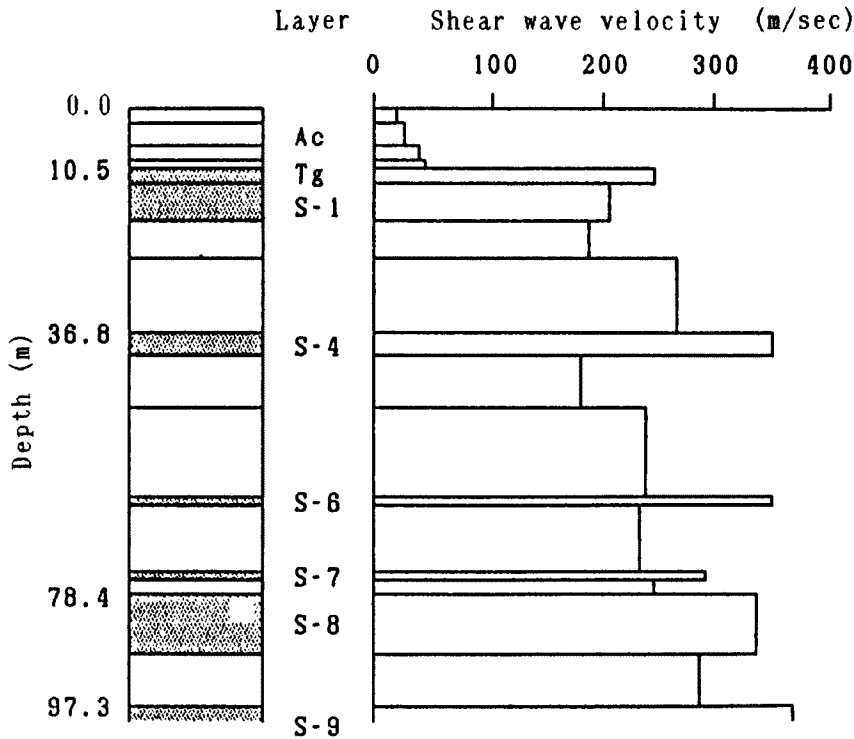 Layer Shear wave velocity (m/sec)
0 100 200 300 400
0.0
Ac
10.5 Tg
S-1
36.8 S-4
Depth (m)
S-6
S-7
78.4
S-8
97.3
S-9